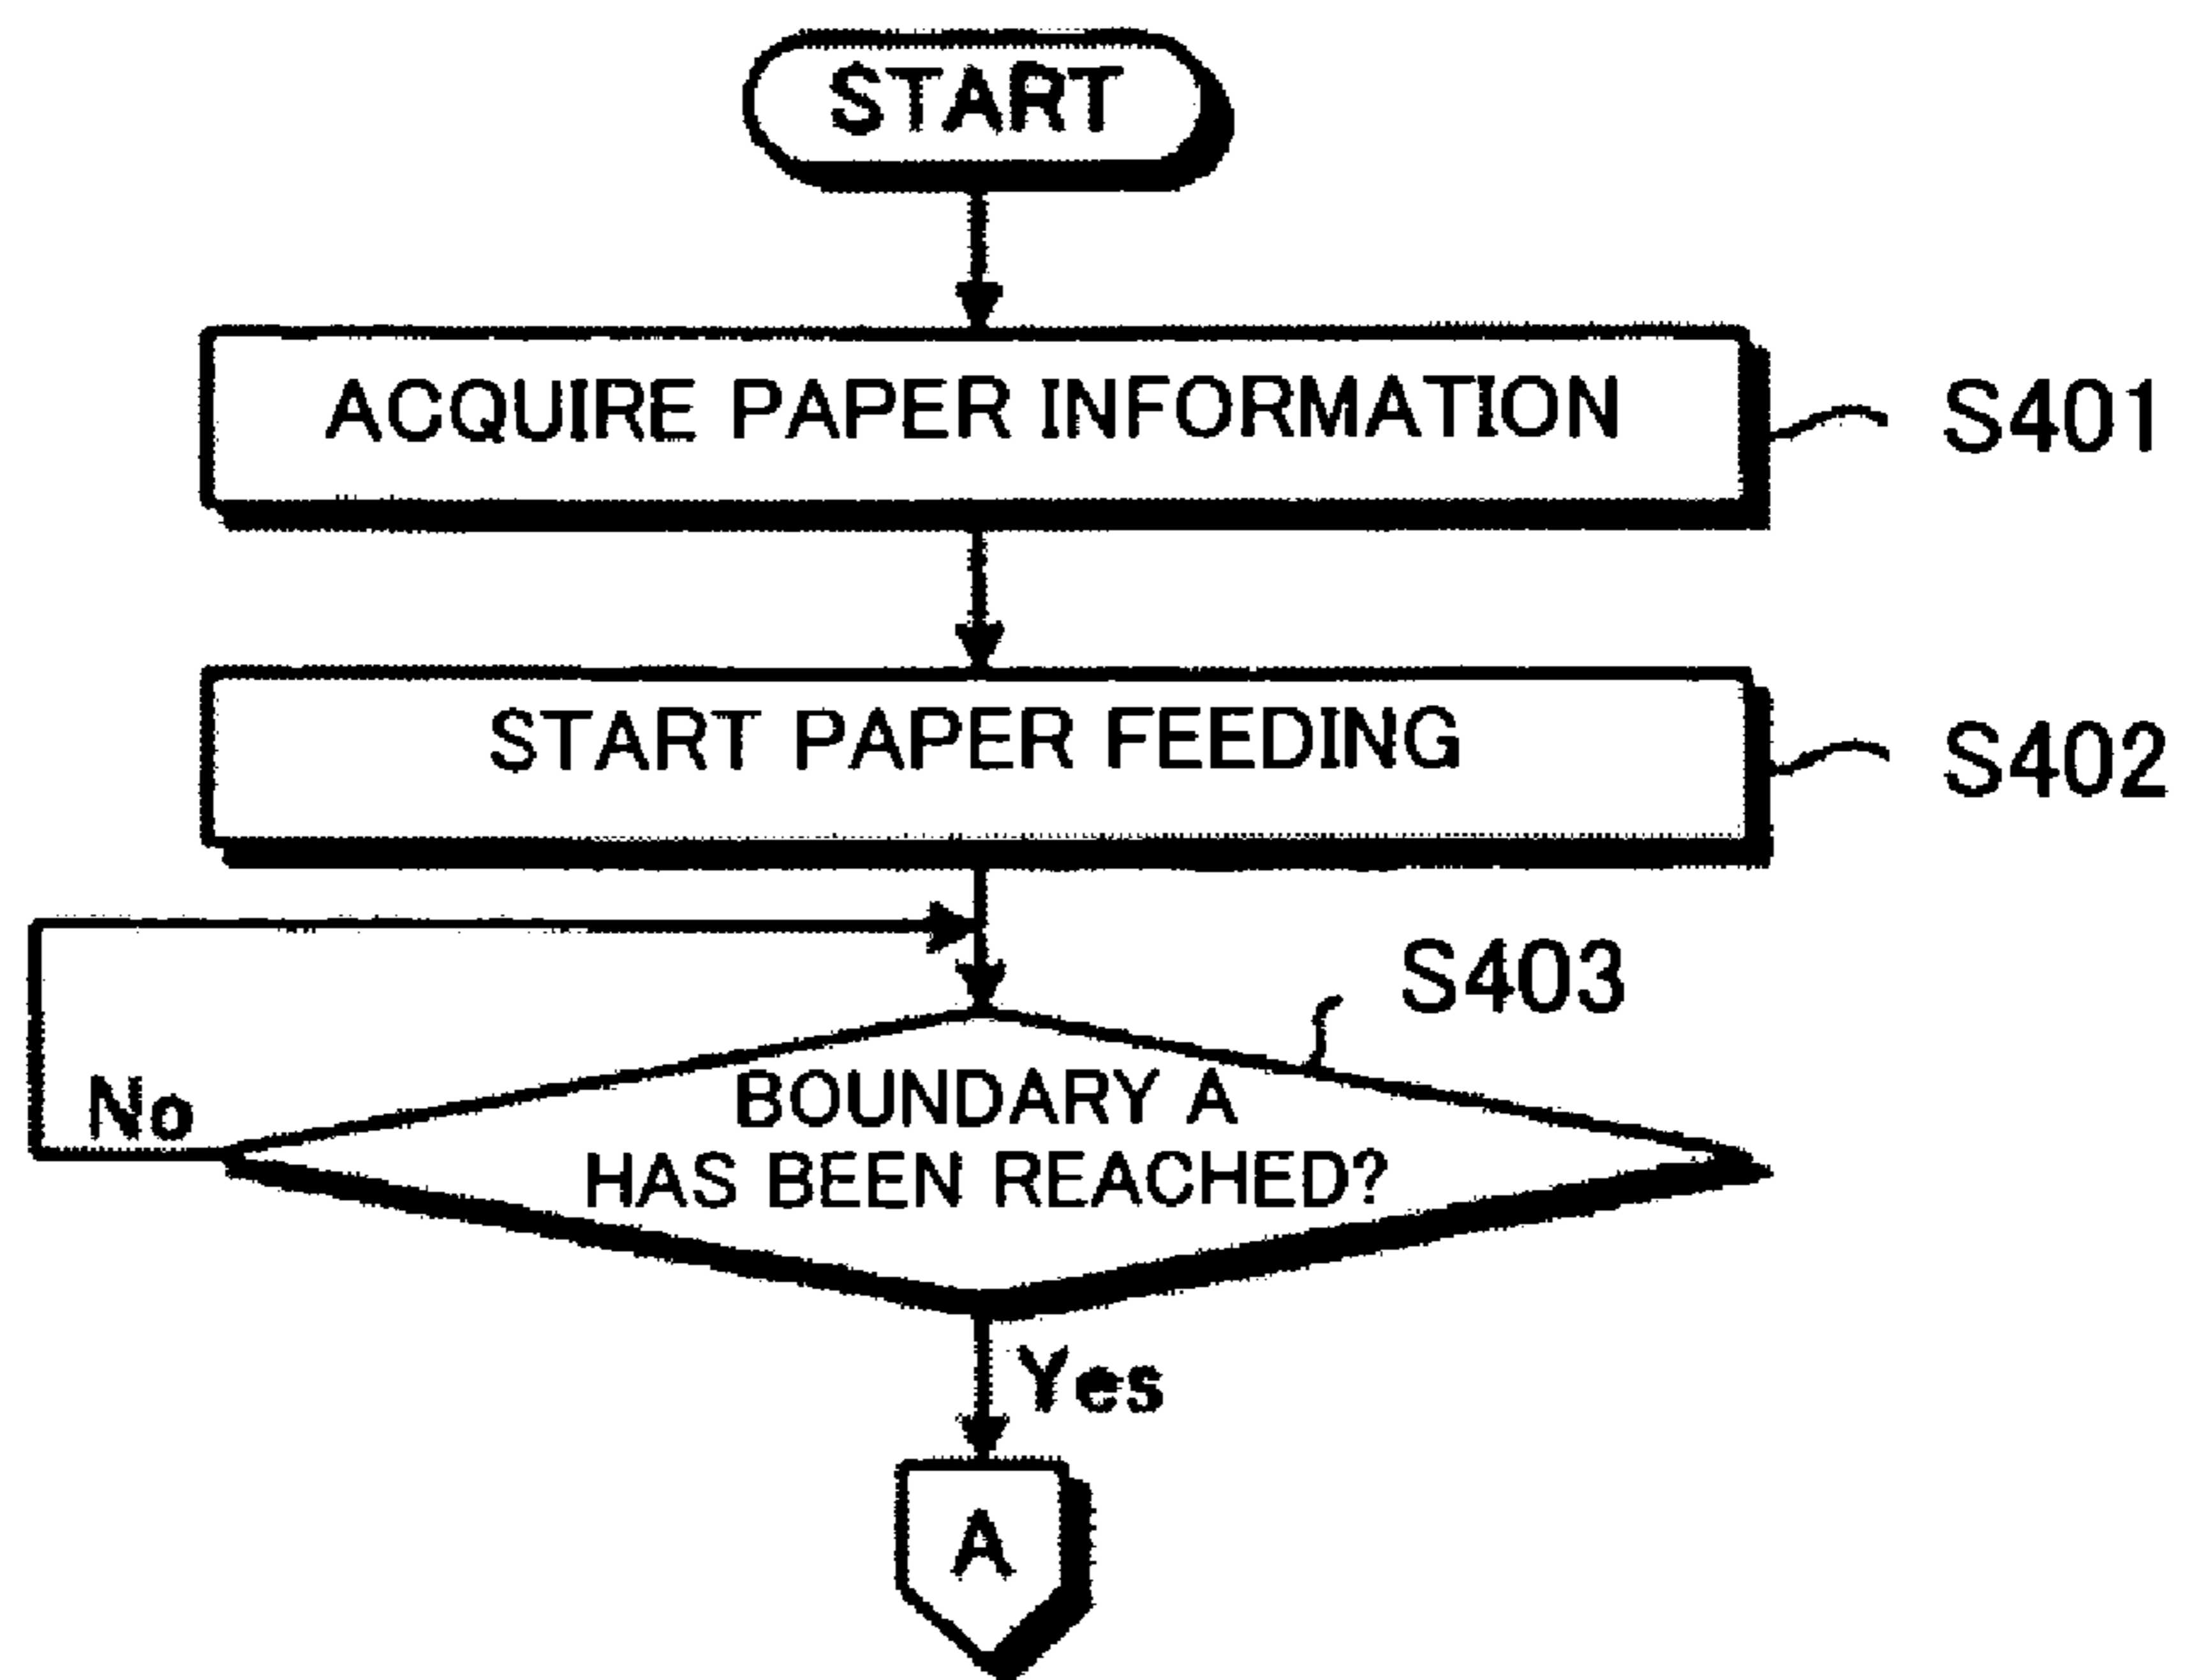 START
ACQUIRE PAPER INFORMATION
S401
START PAPER FEEDING
S402
S403
BOUNDARY A
HAS BEEN REACHED?
No
Yes
A